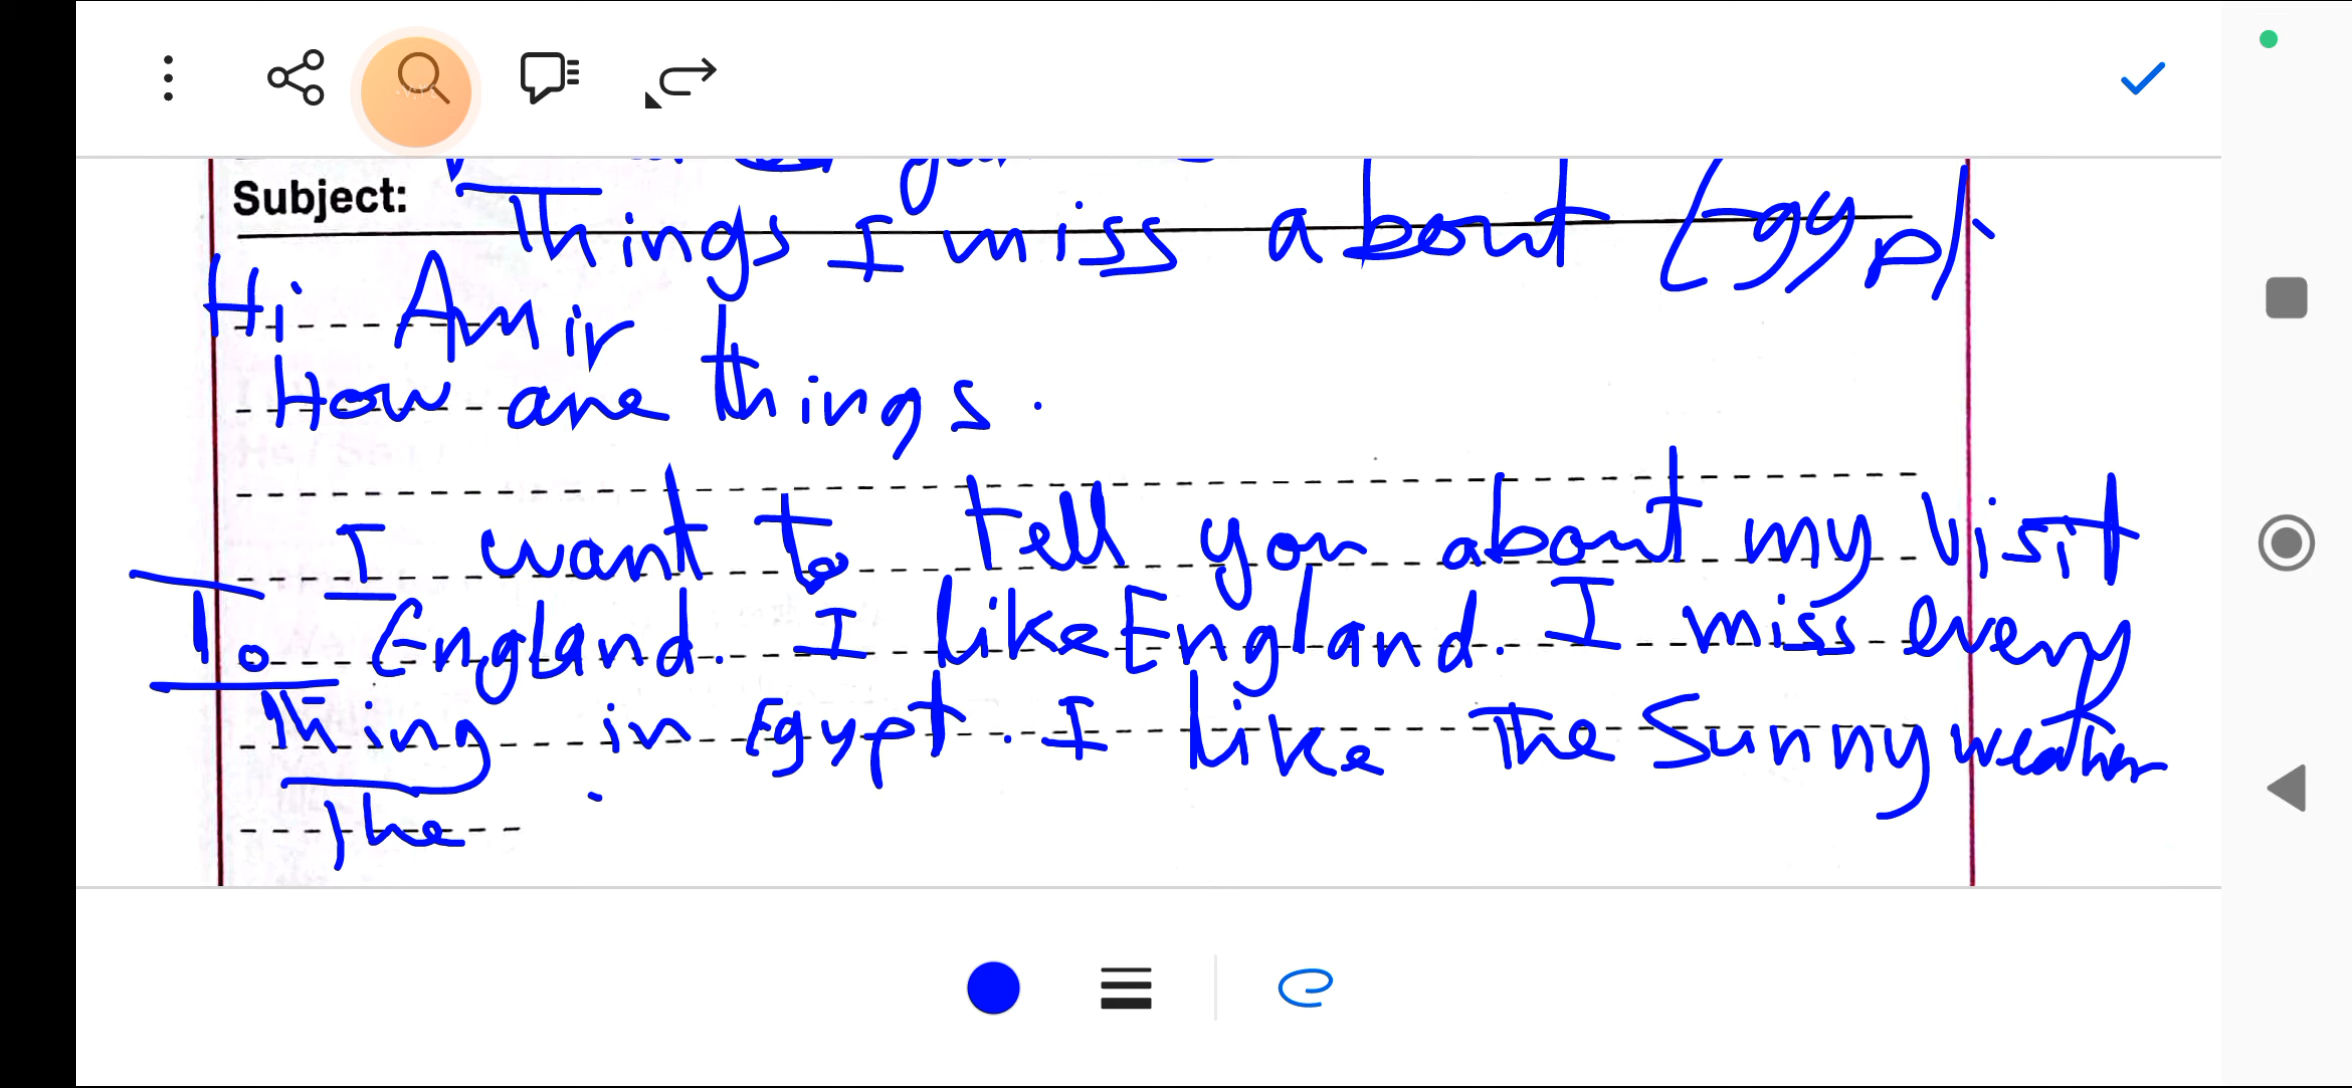 Subject: Things I miss about Egypt
Hi Amir
How are things.
I want to tell you about my visit
To England. I like England. I miss every
Thing in Egypt. I like The Sunny weather
The